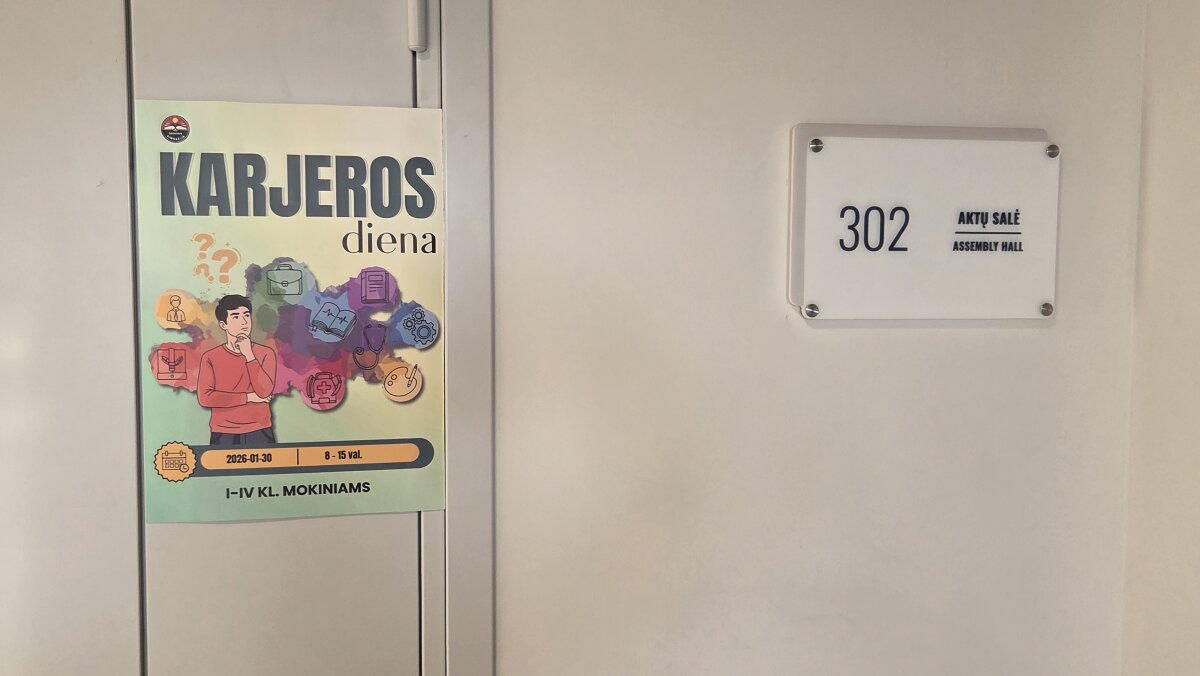 KARJEROS
diena
2026-01-30 | 8 - 15 val.
I-IV KL. MOKINIAMS
302
AKTŲ SALĖ
ASSEMBLY HALL